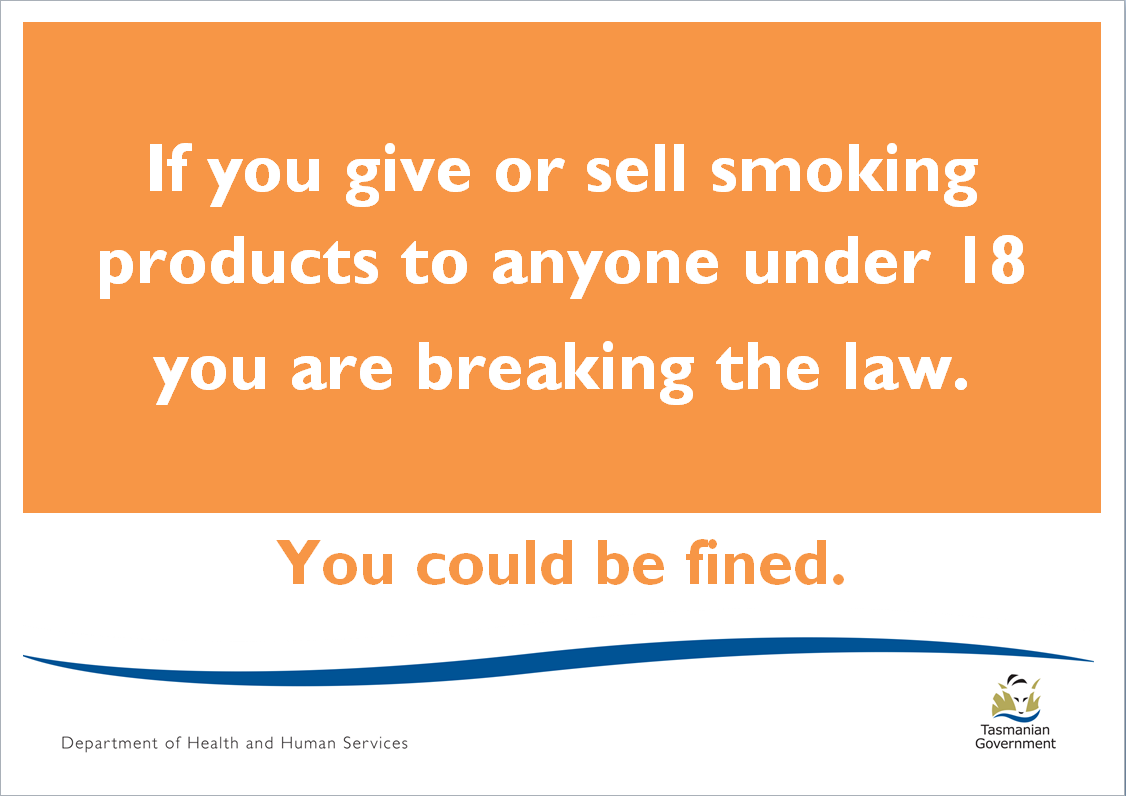 If you give or sell smoking
products to anyone under 18
you are breaking the law.
You could be fined.
Department of Health and Human Services
Tasmanian
Government